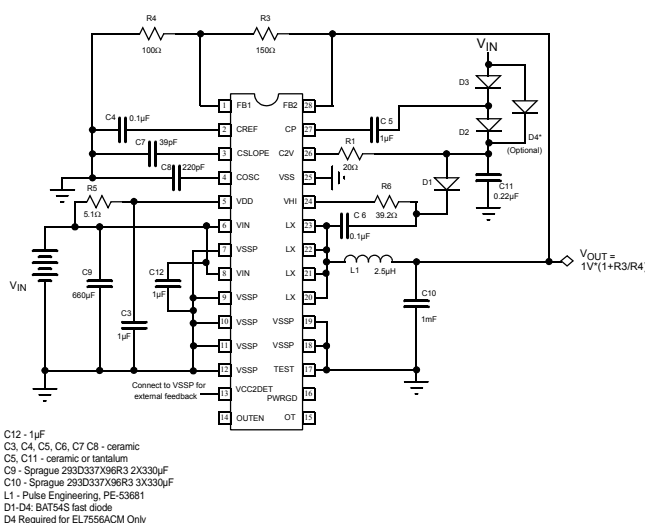 R4
100Ω
R3
150Ω
VIN
D3
D2
D4*
(Optional)
C4
0.1µF
C7
39pF
C8
220pF
C 5
1µF
R1
20Ω
D1
C11
0.22µF
R5
5.1Ω
R6
39.2Ω
C 6
0.1µF
1 FB1
2 CREF
3 CSLOPE
4 COSC
5 VDD
6 VIN
7 VSSP
8 VIN
9 VSSP
10 VSSP
11 VSSP
12 VSSP
13 VCC2DET
14 OUTEN
FB2 28
CP 27
C2V 26
VSS 25
VHI 24
LX 23
LX 22
LX 21
LX 20
VSSP 19
VSSP 18
TEST 17
PWRGD 16
OT 15
VIN
C9
660µF
C12
1µF
C3
1µF
L1
2.5µH
C10
1mF
VOUT =
1V*(1+R3/R4)
Connect to VSSP for
external feedback
C12 - 1µF
C3, C4, C5, C6, C7 C8 - ceramic
C5, C11 - ceramic or tantalum
C9 - Sprague 293D337X96R3 2X330µF
C10 - Sprague 293D337X96R3 3X330µF
L1 - Pulse Engineering, PE-53681
D1-D4: BAT54S fast diode
D4 Required for EL7556ACM Only